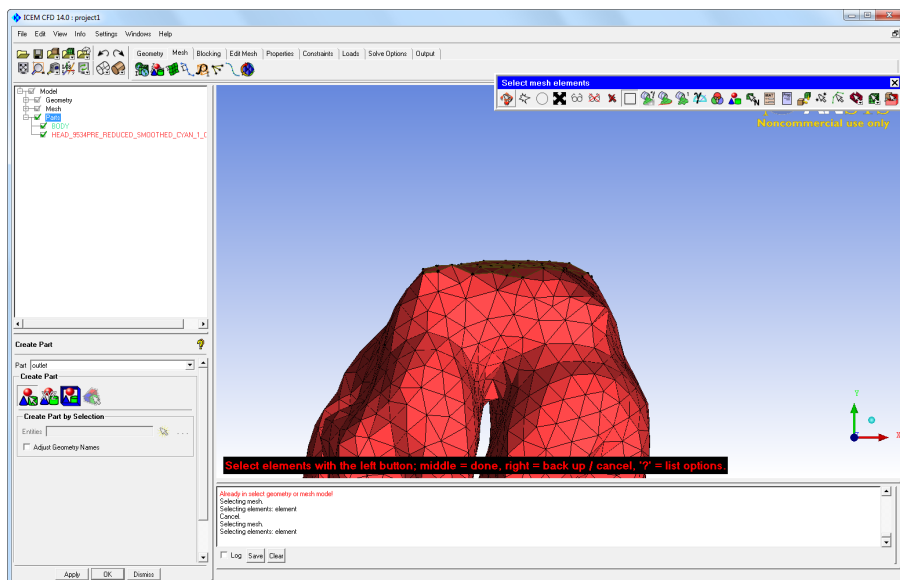 ICEM CFD 14.0 : project1
File Edit View Info Settings Windows Help
Geometry Mesh Blocking Edit Mesh Properties Constraints Loads Solve Options Output
Select mesh elements
Model
Geometry
Mesh
Parts
BODY
HEAD_9534PRE_REDUCED_SMOOTHED_CYAN_1_
Noncommercial use only
Create Part
Part outlet
Create Part
Create Part by Selection
Entities
Adjust Geometry Names
Apply OK Dismiss
Y
X
Select elements with the left button; middle = done, right = back up / cancel, '?' = list options.
Already in select geometry or mesh mode!
Selecting mesh.
Selecting elements: element
Cancel.
Selecting mesh.
Selecting elements: element
Log Save Clear